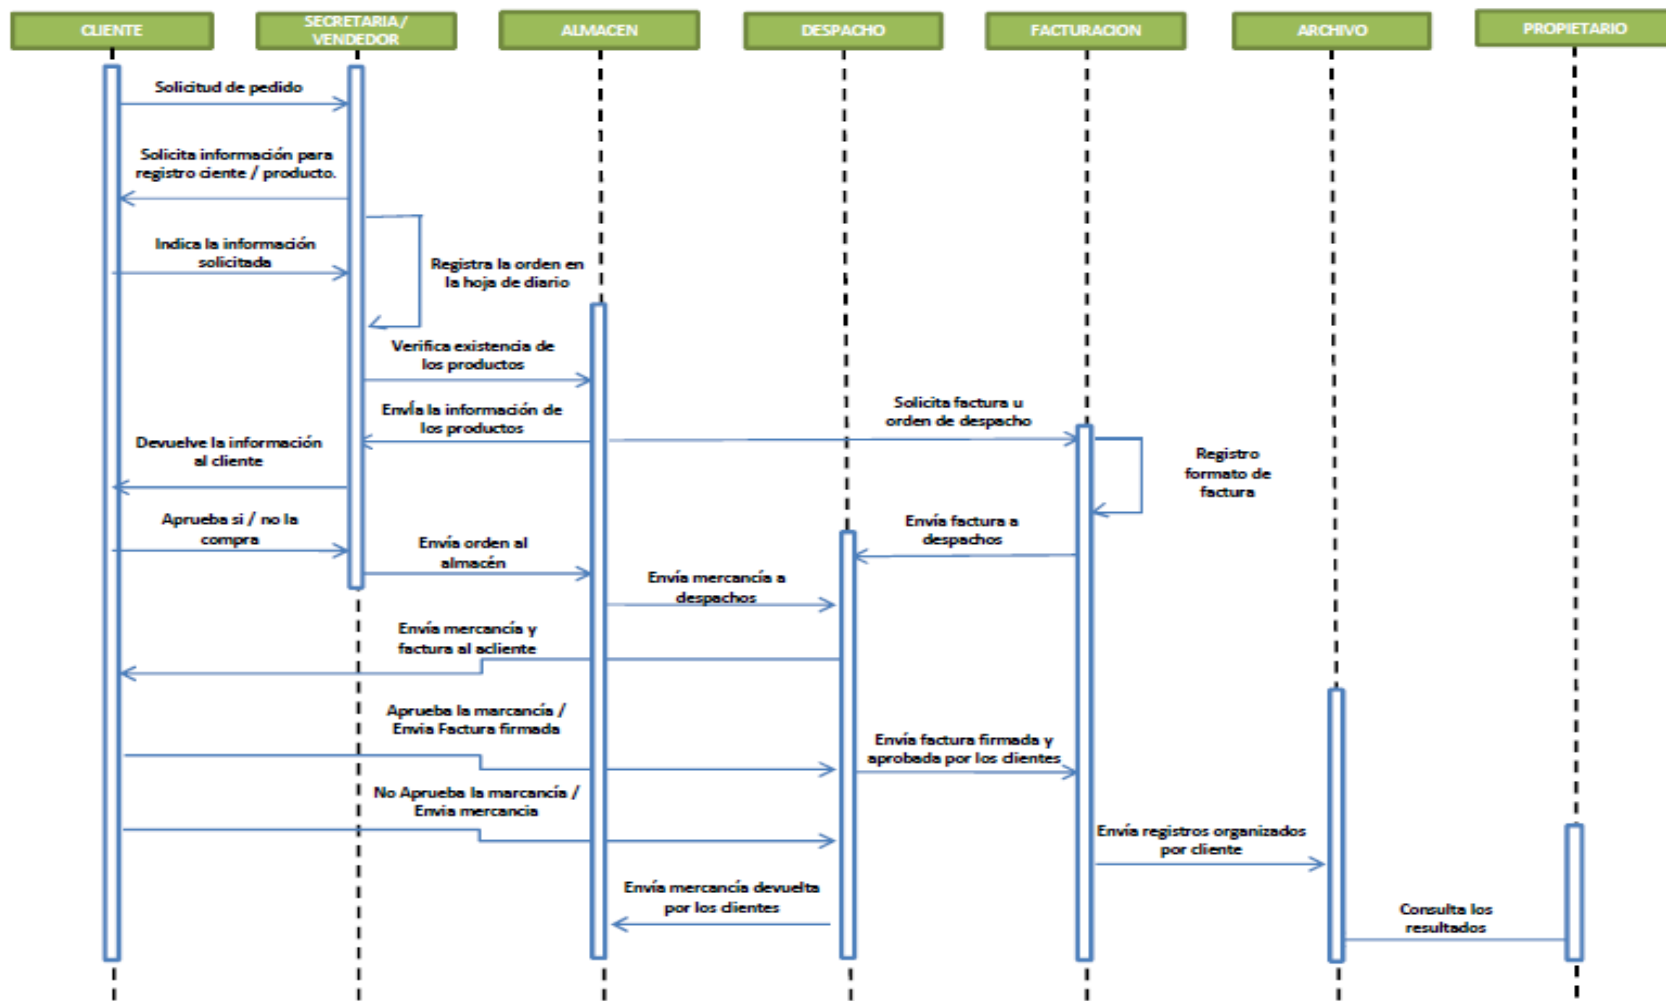 CLIENTE
SECRETARIA /
VENDEDOR
ALMACEN
DESPACHO
FACTURACION
ARCHIVO
PROPIETARIO
Solicitud de pedido
Solicita información para
registro ciente / producto.
Indica la información
solicitada
Registra la orden en
la hoja de diario
Verifica existencia de
los productos
Envía la información de
los productos
Solicita factura u
orden de despacho
Devuelve la información
al cliente
Registro
formato de
factura
Aprueba si / no la
compra
Envía orden al
almacén
Envía factura a
despachos
Envía mercancía a
despachos
Envía mercancía y
factura al acliente
Aprueba la marcancía /
Envia Factura firmada
Envía factura firmada y
aprobada por los clientes
No Aprueba la marcancía /
Envia mercancia
Envía registros organizados
por cliente
Envía mercancía devuelta
por los clientes
Consulta los
resultados